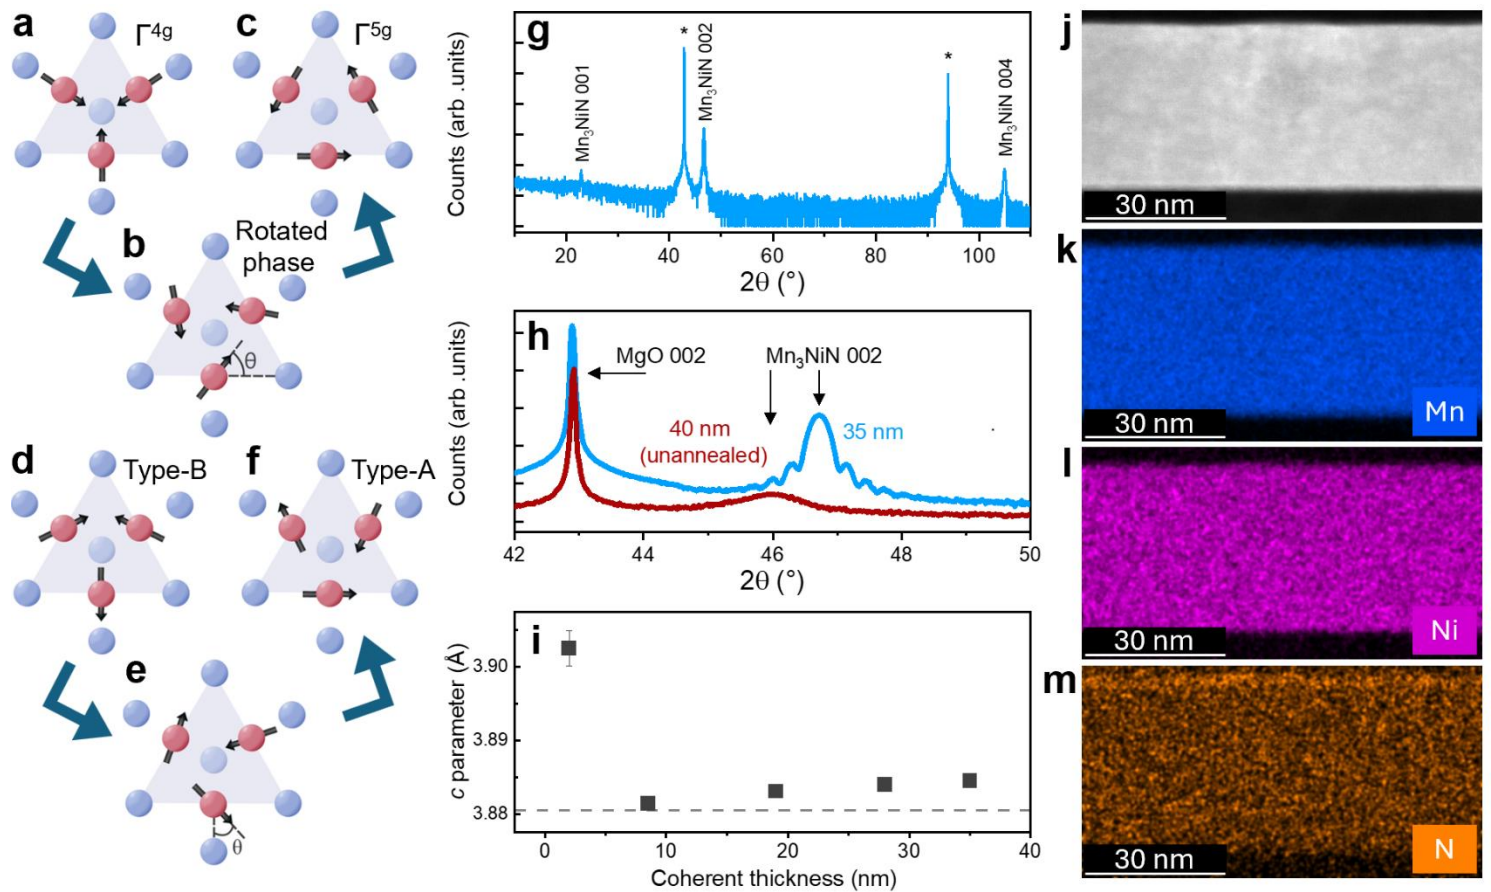 a
Γ4g
c
Γ5g
b
Rotated
phase
θ
d
Type-B
f
Type-A
e
θ
g
*
Mn3NiN 001
Mn3NiN 002
*
Mn3NiN 004
Counts (arb .units)
20
40
60
80
100
2θ (°)
h
MgO 002
Mn3NiN 002
40 nm
(unannealed)
35 nm
Counts (arb .units)
42
44
46
48
50
2θ (°)
i
c parameter (Å)
3.90
3.89
3.88
0
10
20
30
40
Coherent thickness (nm)
j
30 nm
k
30 nm
Mn
l
30 nm
Ni
m
30 nm
N